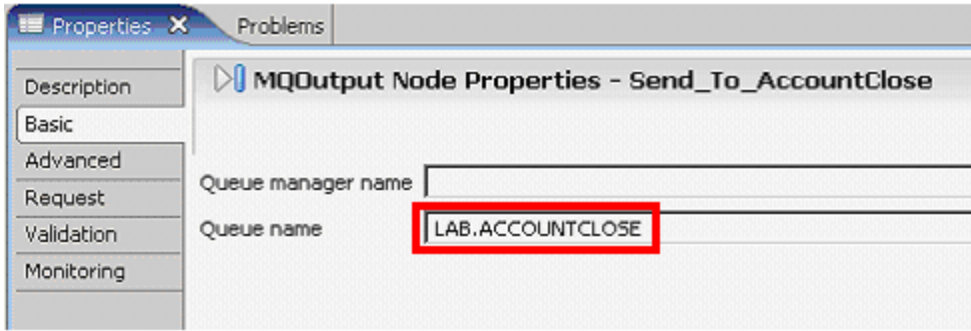 Properties Problems
MQOutput Node Properties - Send_To_AccountClose
Description
Basic
Advanced
Request
Validation
Monitoring
Queue manager name
Queue name LAB.ACCOUNTCLOSE